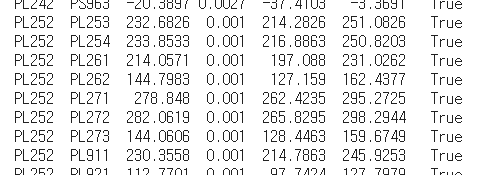 PL242 PS963 -20.3897 0.0027 -37.4103 -3.3691 True
PL252 PL253 232.6826 0.001 214.2826 251.0826 True
PL252 PL254 233.8533 0.001 216.8863 250.8203 True
PL252 PL261 214.0571 0.001 197.088 231.0262 True
PL252 PL262 144.7983 0.001 127.159 162.4377 True
PL252 PL271 278.848 0.001 262.4235 295.2725 True
PL252 PL272 282.0619 0.001 265.8295 298.2944 True
PL252 PL273 144.0606 0.001 128.4463 159.6749 True
PL252 PL911 230.3558 0.001 214.7863 245.9253 True
PL252 PL921 112.7701 0.001 97.7424 127.7979 True